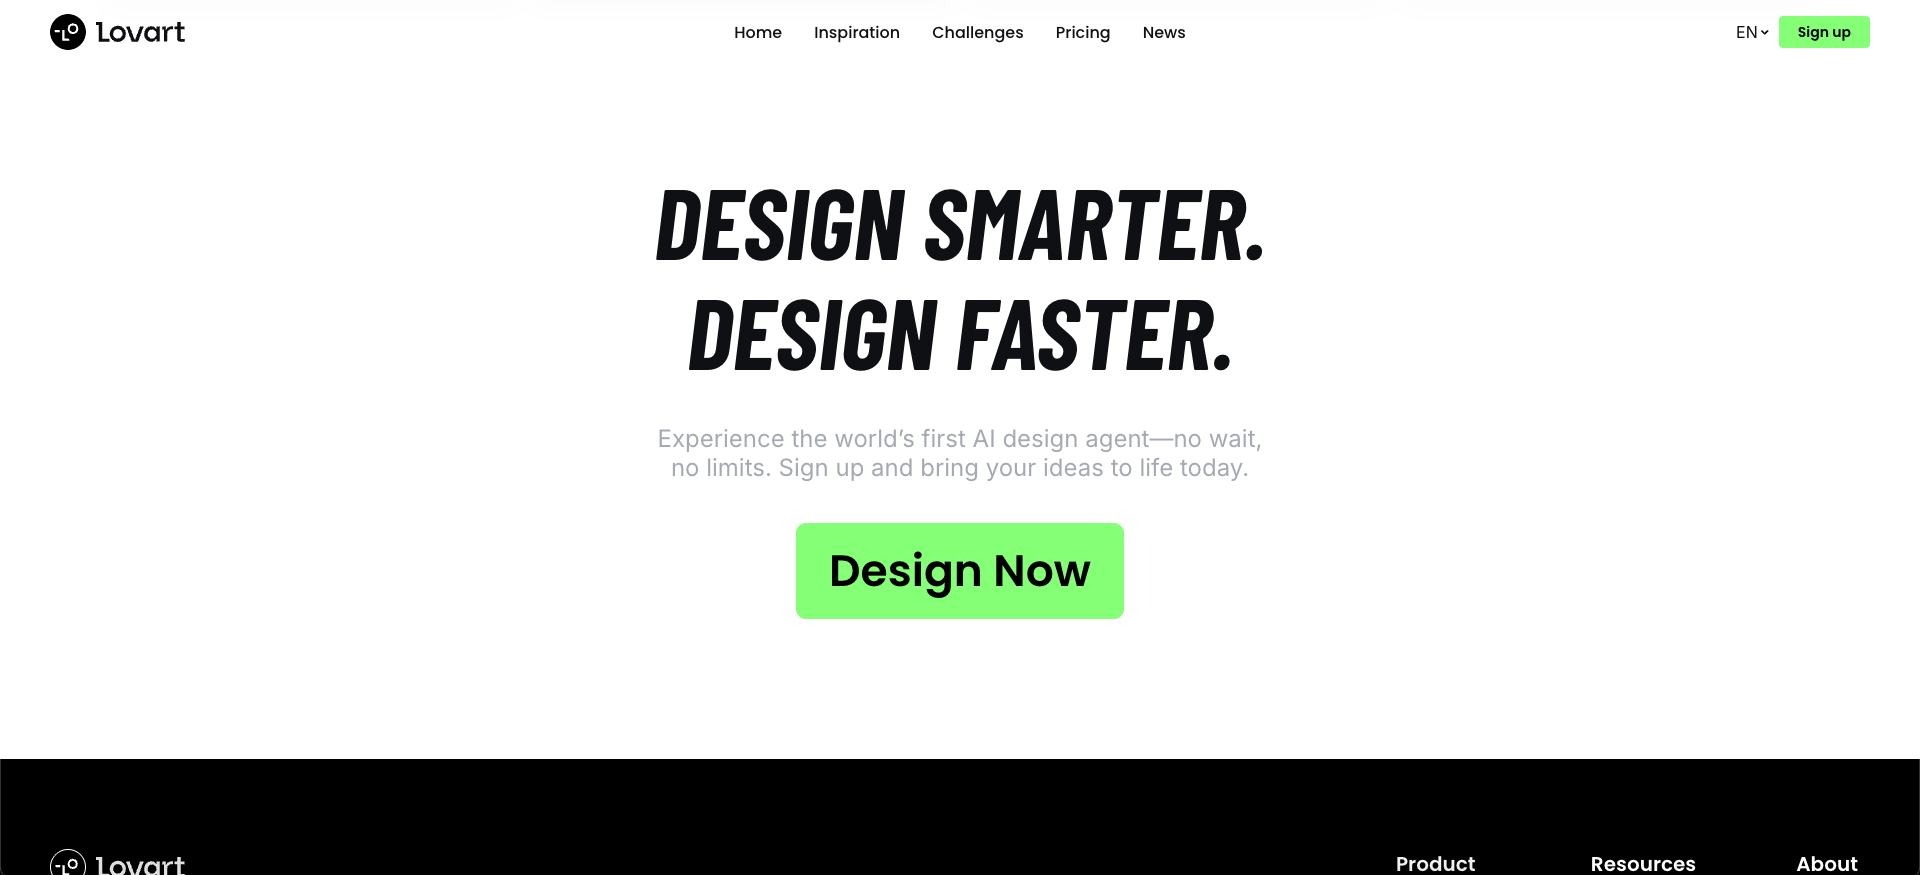 Lovart
Home Inspiration Challenges Pricing News
EN Sign up
DESIGN SMARTER.
DESIGN FASTER.
Experience the world’s first AI design agent—no wait,
no limits. Sign up and bring your ideas to life today.
Design Now
Lovart
Product Resources About